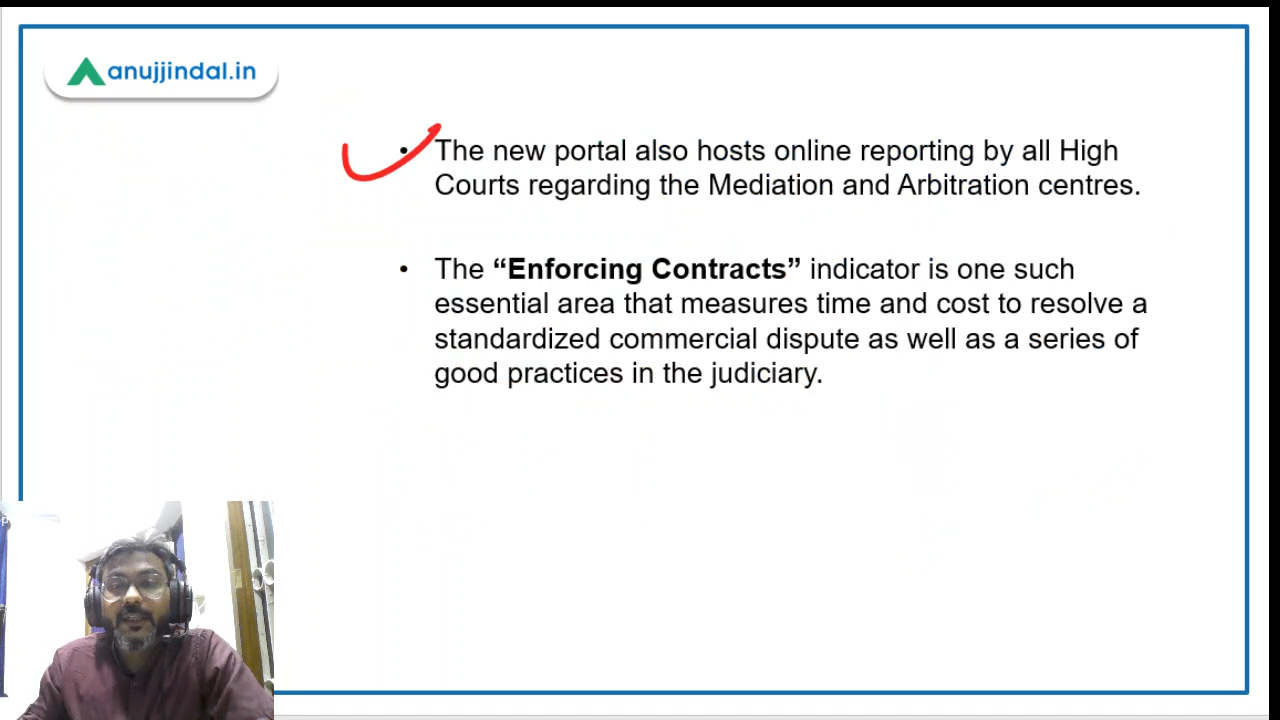 anujjindal.in
• The new portal also hosts online reporting by all High
Courts regarding the Mediation and Arbitration centres.
• The “Enforcing Contracts” indicator is one such
essential area that measures time and cost to resolve a
standardized commercial dispute as well as a series of
good practices in the judiciary.